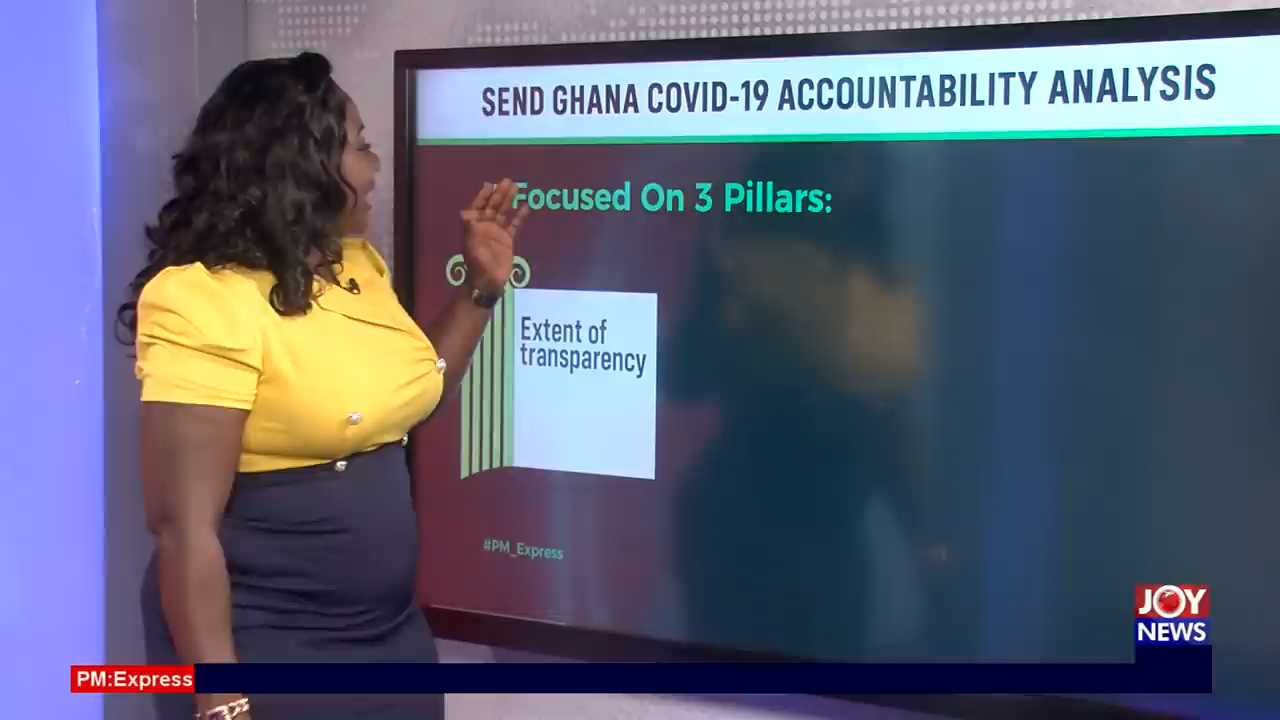 SEND GHANA COVID-19 ACCOUNTABILITY ANALYSIS
Focused On 3 Pillars:
Extent of
transparency
#PM_Express
JOY
NEWS
PM:Express